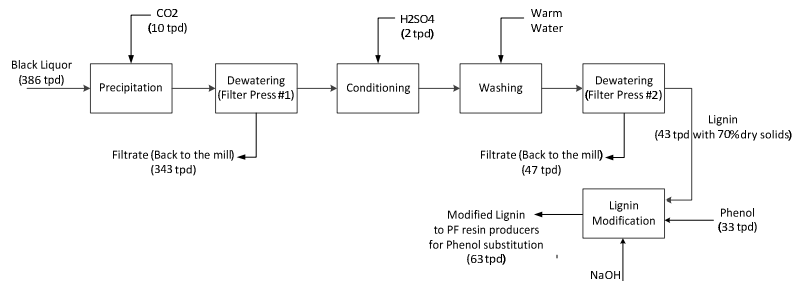 CO2
(10 tpd)
Black Liquor
(386 tpd)
Precipitation
Dewatering
(Filter Press #1)
Filtrate (Back to the mill)
(343 tpd)
H2SO4
(2 tpd)
Conditioning
Warm
Water
Washing
Dewatering
(Filter Press #2)
Filtrate (Back to the mill)
(47 tpd)
Lignin
(43 tpd with 70% dry solids)
Lignin
Modification
Phenol
(33 tpd)
NaOH
Modified Lignin
to PF resin producers
for Phenol substitution
(63 tpd)